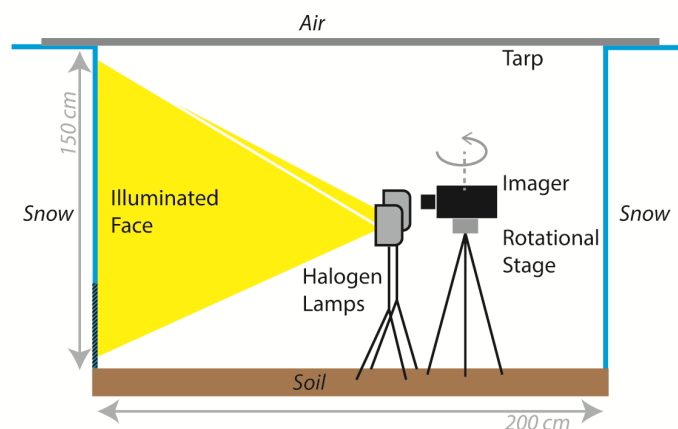 Air
Tarp
150 cm
Illuminated
Face
Snow
Imager
Snow
Rotational
Stage
Halogen
Lamps
Soil
200 cm